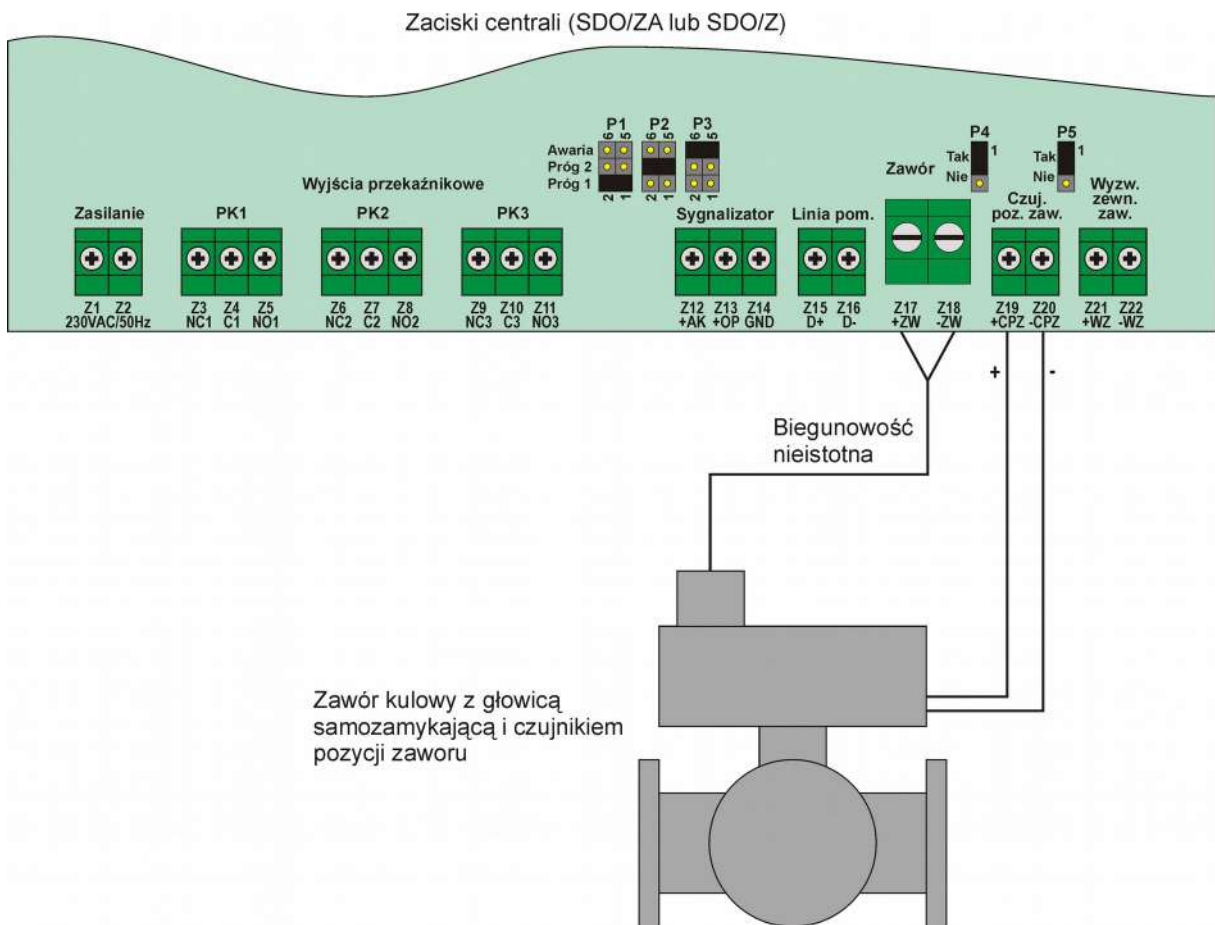 Zaciski centrali (SDO/ZA lub SDO/Z)
P1 P2 P3
6 5 6 5 6 5
Awaria
Próg 2
Próg 1
2 1 2 1 2 1
P4
1
Tak
Nie
P5
1
Tak
Nie
Wyjścia przekaźnikowe
Zawór
Zasilanie
PK1
PK2
PK3
Sygnalizator
Linia pom.
Czuj.
poz. zaw.
Wyzw.
zewn.
zaw.
Z1 Z2 Z3 Z4 Z5 Z6 Z7 Z8 Z9 Z10 Z11 Z12 Z13 Z14 Z15 Z16 Z17 Z18 Z19 Z20 Z21 Z22
230VAC/50Hz NC1 C1 NO1 NC2 C2 NO2 NC3 C3 NO3 +AK +OP GND D+ D- +ZW -ZW +CPZ -CPZ +WZ -WZ
+ -
Biegunowość
nieistotna
Zawór kulowy z głowicą
samozamykającą i czujnikiem
pozycji zaworu